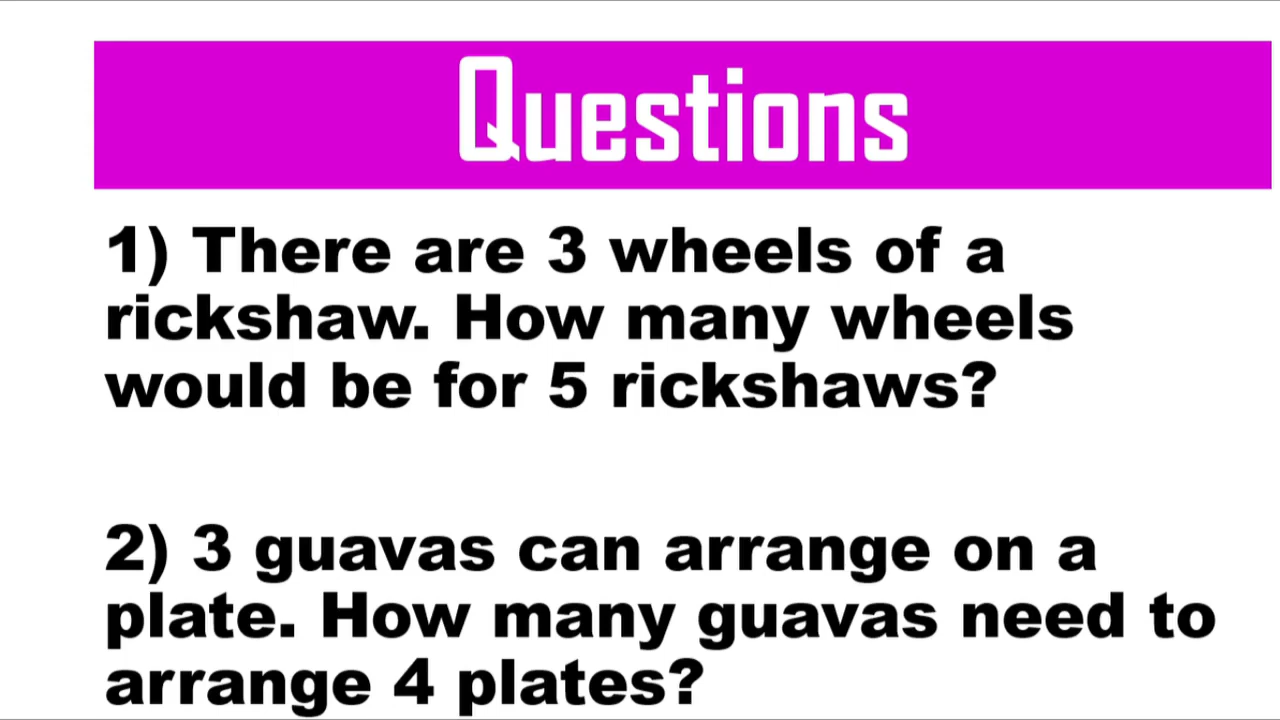 Questions
1) There are 3 wheels of a
rickshaw. How many wheels
would be for 5 rickshaws?
2) 3 guavas can arrange on a
plate. How many guavas need to
arrange 4 plates?